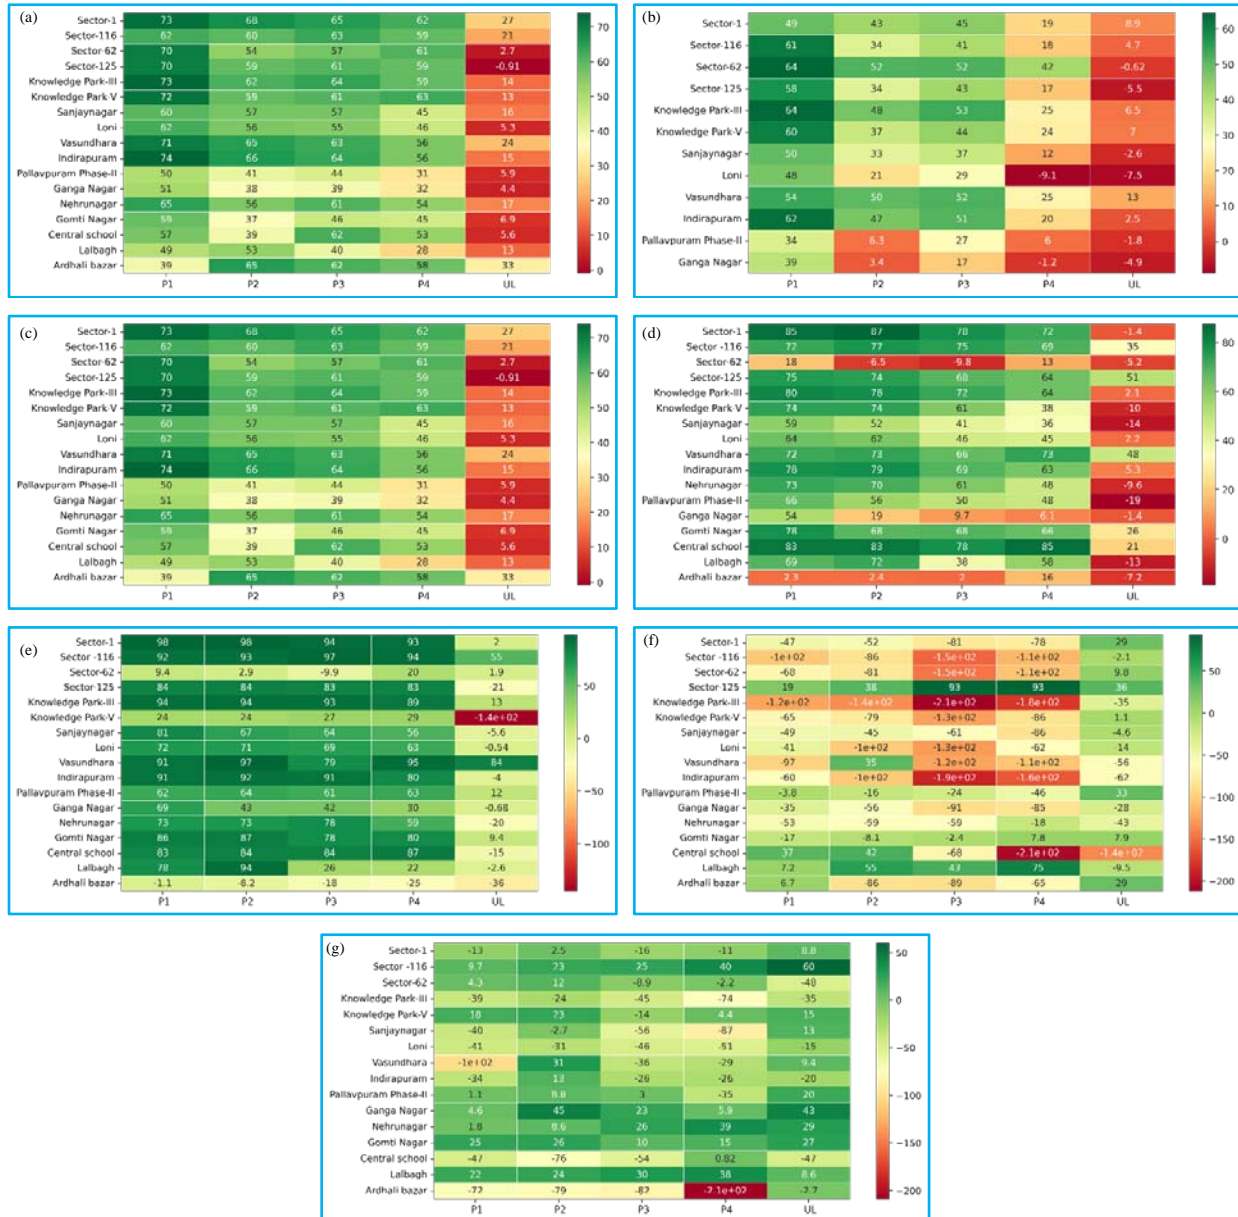 (a)
Sector-1 73 68 65 62 27
Sector-116 62 60 63 59 21
Sector-62 70 54 57 61 2.7
Sector-125 70 59 61 59 -0.91
Knowledge Park-III 73 62 64 59 14
Knowledge Park-V 72 59 61 63 13
Sanjaynagar 60 57 57 45 16
Loni 62 56 55 46 5.3
Vasundhara 71 65 63 56 24
Indirapuram 74 66 64 56 15
Pallavpuram Phase-II 50 41 44 31 5.9
Ganga Nagar 51 38 39 32 4.4
Nehrunagar 65 56 61 54 17
Gomti Nagar 59 37 46 45 6.9
Central school 57 39 62 53 5.6
Lalbagh 49 53 40 28 13
Ardhali bazar 39 65 62 58 33
P1 P2 P3 P4 UL
70
60
50
40
30
20
10
0
(b)
Sector-1 49 43 45 19 8.9
Sector-116 61 34 41 18 4.7
Sector-62 64 52 52 42 -0.62
Sector-125 58 34 43 17 -5.5
Knowledge Park-III 64 48 53 25 6.5
Knowledge Park-V 60 37 44 24 7
Sanjaynagar 50 33 37 12 -2.6
Loni 48 21 29 -9.1 -7.5
Vasundhara 54 50 52 25 13
Indirapuram 62 47 51 20 2.5
Pallavpuram Phase-II 34 6.3 27 6 -1.8
Ganga Nagar 39 3.4 17 -1.2 -4.9
P1 P2 P3 P4 UL
60
50
40
30
20
10
0
(c)
Sector-1 73 68 65 62 27
Sector-116 62 60 63 59 21
Sector-62 70 54 57 61 2.7
Sector-125 70 59 61 59 -0.91
Knowledge Park-III 73 62 64 59 14
Knowledge Park-V 72 59 61 63 13
Sanjaynagar 60 57 57 45 16
Loni 62 56 55 46 5.3
Vasundhara 71 65 63 56 24
Indirapuram 74 66 64 56 15
Pallavpuram Phase-II 50 41 44 31 5.9
Ganga Nagar 51 38 39 32 4.4
Nehrunagar 65 56 61 54 17
Gomti Nagar 59 37 46 45 6.9
Central school 57 39 62 53 5.6
Lalbagh 49 53 40 28 13
Ardhali bazar 39 65 62 58 33
P1 P2 P3 P4 UL
70
60
50
40
30
20
10
0
(d)
Sector-1 85 87 78 72 -1.4
Sector -116 72 77 75 69 35
Sector-62 18 -6.5 -9.8 13 -5.2
Sector-125 75 74 68 64 51
Knowledge Park-III 80 78 72 64 2.1
Knowledge Park-V 74 74 61 38 -10
Sanjaynagar 59 52 41 36 -14
Loni 64 62 46 45 2.2
Vasundhara 72 73 66 73 48
Indirapuram 78 79 69 63 5.3
Nehrunagar 73 70 61 48 -9.6
Pallavpuram Phase-II 66 56 50 48 -19
Ganga Nagar 54 19 9.7 6.1 -1.4
Gomti Nagar 78 68 68 66 26
Central school 83 83 78 85 21
Lalbagh 69 72 38 58 -13
Ardhali bazar 2.3 2.4 2 16 -7.2
P1 P2 P3 P4 UL
80
60
40
20
0
(e)
Sector-1 98 98 94 93 2
Sector -116 92 93 97 94 55
Sector-62 9.4 2.9 -9.9 20 1.9
Sector-125 84 84 83 83 -21
Knowledge Park-III 94 94 93 89 13
Knowledge Park-V 24 24 27 29 -1.4e+02
Sanjaynagar 81 67 64 56 -5.6
Loni 72 71 69 63 -0.54
Vasundhara 91 97 79 95 84
Indirapuram 91 92 91 80 -4
Pallavpuram Phase-II 62 64 61 63 12
Ganga Nagar 69 43 42 30 -0.68
Nehrunagar 73 73 78 59 -20
Gomti Nagar 86 87 78 80 9.4
Central school 83 84 84 87 -15
Lalbagh 78 94 26 22 -2.6
Ardhali bazar -1.1 -8.2 -18 -25 -36
P1 P2 P3 P4 UL
50
0
−50
−100
(f)
Sector-1 -47 -52 -81 -78 29
Sector -116 -1e+02 -86 -1.5e+02 -1.1e+02 -2.1
Sector-62 -68 -81 -1.5e+02 -1.1e+02 9.8
Sector-125 19 38 93 93 36
Knowledge Park-III -1.2e+02 -1.4e+02 -2.1e+02 -1.8e+02 -35
Knowledge Park-V -65 -79 -1.3e+02 -86 1.1
Sanjaynagar -49 -45 -61 -86 -4.6
Loni -41 -1e+02 -1.3e+02 -62 -14
Vasundhara -97 35 -1.2e+02 -1.1e+02 -56
Indirapuram -60 -1e+02 -1.9e+02 -1.6e+02 -62
Pallavpuram Phase-II -3.8 -16 -24 -46 33
Ganga Nagar -35 -56 -91 -85 -28
Nehrunagar -53 -59 -59 -18 -43
Gomti Nagar -17 -8.1 -2.4 7.8 7.9
Central school 37 42 -68 -2.1e+02 -1.4e+02
Lalbagh 7.2 55 43 75 -9.5
Ardhali bazar 6.7 -86 -89 -65 29
P1 P2 P3 P4 UL
50
0
−50
−100
−150
−200
(g)
Sector-1 -13 2.5 -16 -11 8.8
Sector -116 9.7 23 25 40 60
Sector-62 4.3 12 -8.9 -2.2 -48
Knowledge Park-III -39 -24 -45 -74 -35
Knowledge Park-V 18 23 -14 4.4 15
Sanjaynagar -40 -2.7 -56 -87 13
Loni -41 -31 -46 -51 -15
Vasundhara -1e+02 31 -36 -29 9.4
Indirapuram -34 13 -26 -26 -20
Pallavpuram Phase-II 1.1 8.8 3 -35 20
Ganga Nagar 4.6 45 23 5.9 43
Nehrunagar 1.8 8.6 26 39 29
Gomti Nagar 25 26 10 15 27
Central school -47 -76 -54 0.82 -47
Lalbagh 22 24 30 38 8.6
Ardhali bazar -72 -79 -82 -2.1e+02 -2.7
P1 P2 P3 P4 UL
50
0
−50
−100
−150
−200